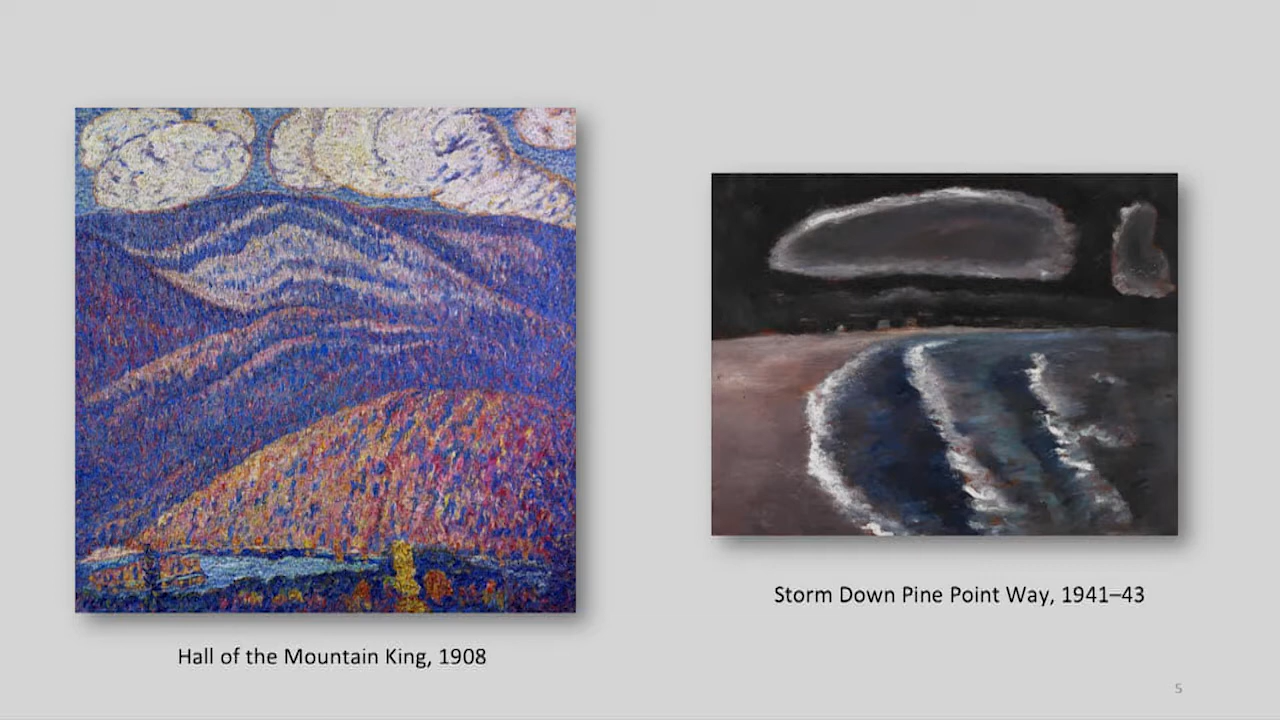 Hall of the Mountain King, 1908
Storm Down Pine Point Way, 1941–43
5